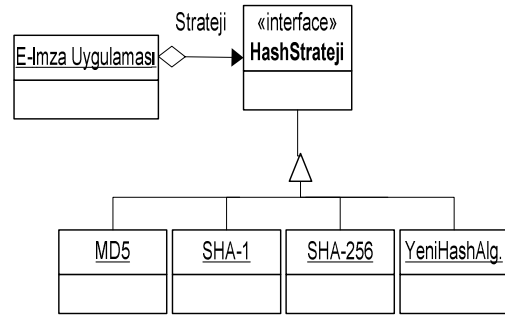 Strateji
«interface»
HashStrateji
E-Imza Uygulaması
MD5
SHA-1
SHA-256
YeniHashAlg.